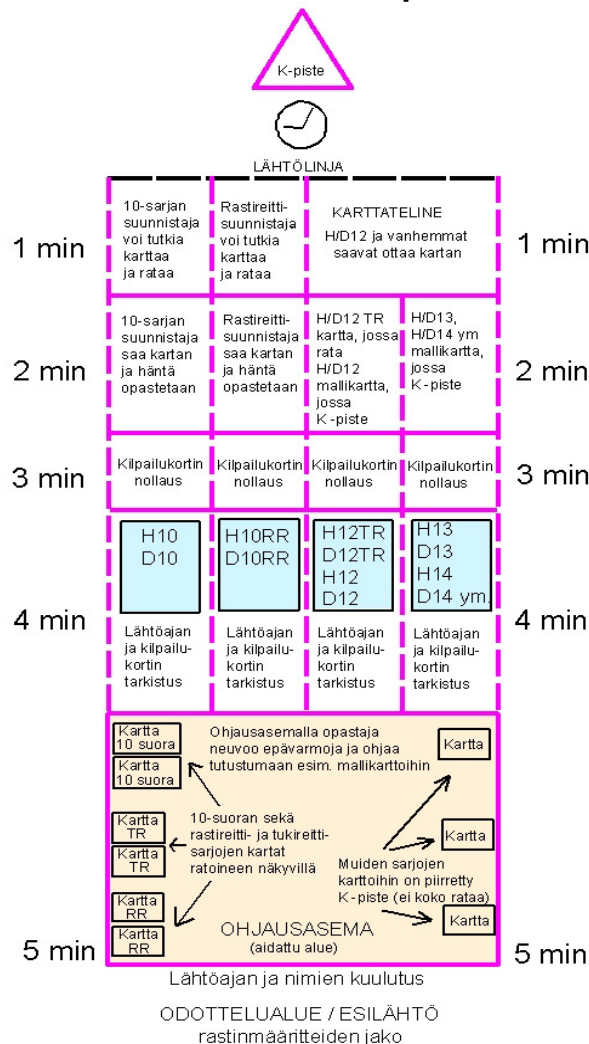 K-piste
LÄHTÖLINJA
1 min
10-sarjan
suunnistaja
voi tutkia
karttaa
ja rataa
Rastireitti-
suunnistaja
voi tutkia
karttaa
ja rataa
KARTTATELINE
H/D12 ja vanhemmat
saavat ottaa kartan
1 min
2 min
10-sarjan
suunnistaja
saa kartan
ja häntä
opastetaan
Rastireitti-
suunnistaja
saa kartan
ja häntä
opastetaan
H/D12 TR
kartta, jossa
rata
H/D12
mallikartta,
jossa
K-piste
H/D13,
H/D14 ym
mallikartta,
jossa
K-piste
2 min
3 min
Kilpailukortin
nollaus
Kilpailukortin
nollaus
Kilpailukortin
nollaus
Kilpailukortin
nollaus
3 min
4 min
H10
D10
H10RR
D10RR
H12TR
D12TR
H12
D12
H13
D13
H14
D14 ym.
4 min
Lähtöajan
ja kilpailu-
kortin
tarkistus
Lähtöajan
ja kilpailu-
kortin
tarkistus
Lähtöajan
ja kilpailu-
kortin
tarkistus
Lähtöajan
ja kilpailu-
kortin
tarkistus
Kartta
10 suora
Kartta
10 suora
Ohjausasemalla opastaja
neuvoo epävarmoja ja ohjaa
tutustumaan esim. mallikarttoihin
Kartta
Kartta
TR
Kartta
TR
10-suoran sekä
rastireitti- ja tukireitti-
sarjojen kartat
ratoineen näkyvillä
Kartta
Muiden sarjojen
karttoihin on piirretty
K-piste (ei koko rataa)
Kartta
RR
Kartta
RR
Kartta
OHJAUSASEMA
(aidattu alue)
5 min
5 min
Lähtöajan ja nimien kuulutus
ODOTTELUALUE / ESILÄHTÖ
rastinmääritteiden jako